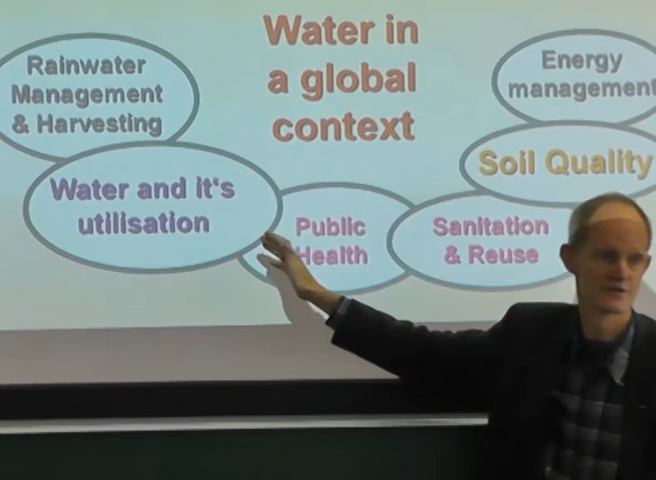 Water in
a global
context
Rainwater
Management
& Harvesting
Energy
management
Water and it's
utilisation
Soil Quality
Public
Health
Sanitation
& Reuse